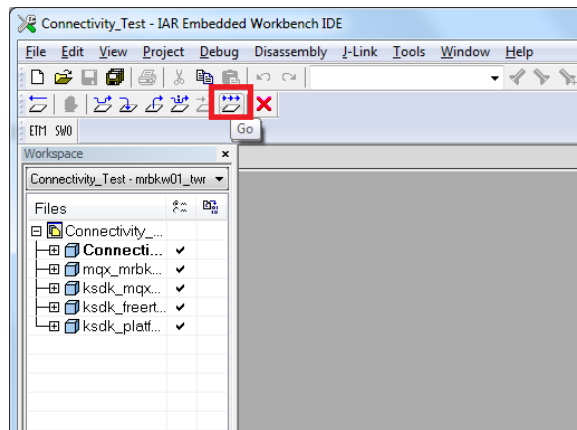 Connectivity_Test - IAR Embedded Workbench IDE
File Edit View Project Debug Disassembly J-Link Tools Window Help
Go
ETM SWO
Workspace x
Connectivity_Test - mrbkw01_twr
Files
Connectivity_...
Connecti...
mqx_mrbk...
ksdk_mqx...
ksdk_freert...
ksdk_platf...